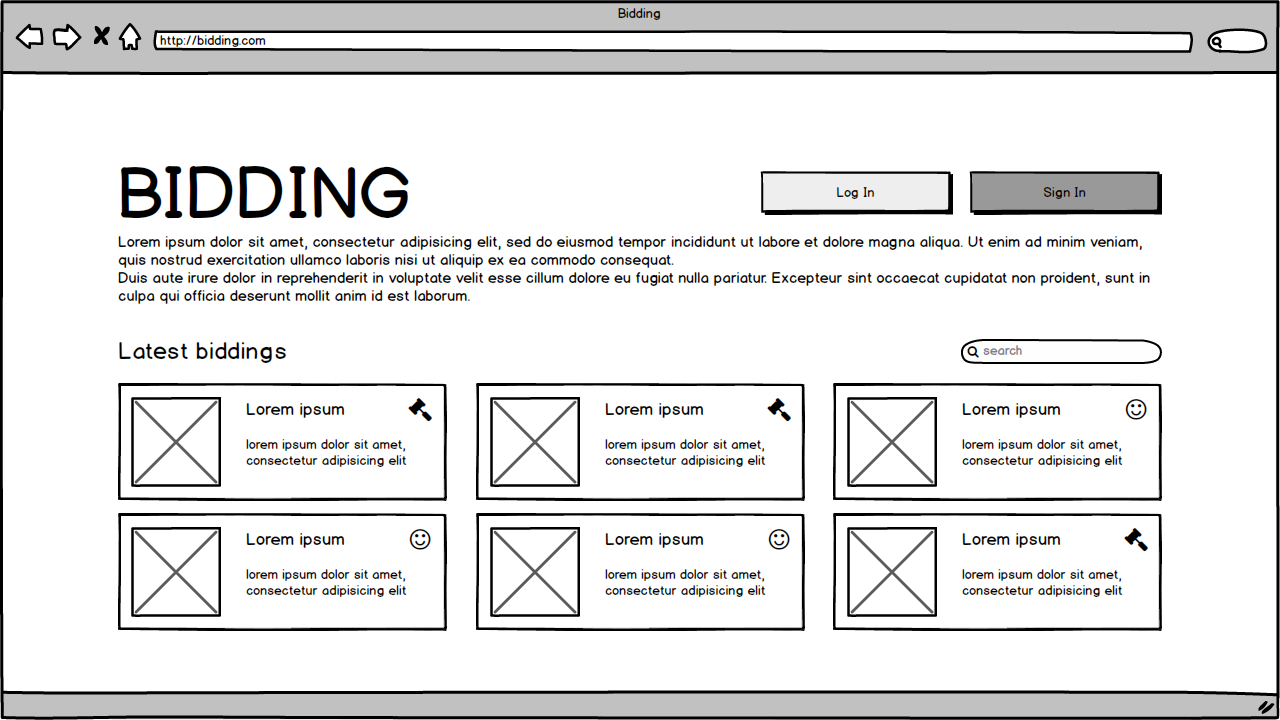 Bidding
http://bidding.com
BIDDING
Log In
Sign In
Lorem ipsum dolor sit amet, consectetur adipisicing elit, sed do eiusmod tempor incididunt ut labore et dolore magna aliqua. Ut enim ad minim veniam,
quis nostrud exercitation ullamco laboris nisi ut aliquip ex ea commodo consequat.
Duis aute irure dolor in reprehenderit in voluptate velit esse cillum dolore eu fugiat nulla pariatur. Excepteur sint occaecat cupidatat non proident, sunt in
culpa qui officia deserunt mollit anim id est laborum.
Latest biddings
search
Lorem ipsum
lorem ipsum dolor sit amet,
consectetur adipisicing elit
Lorem ipsum
lorem ipsum dolor sit amet,
consectetur adipisicing elit
Lorem ipsum
lorem ipsum dolor sit amet,
consectetur adipisicing elit
Lorem ipsum
lorem ipsum dolor sit amet,
consectetur adipisicing elit
Lorem ipsum
lorem ipsum dolor sit amet,
consectetur adipisicing elit
Lorem ipsum
lorem ipsum dolor sit amet,
consectetur adipisicing elit